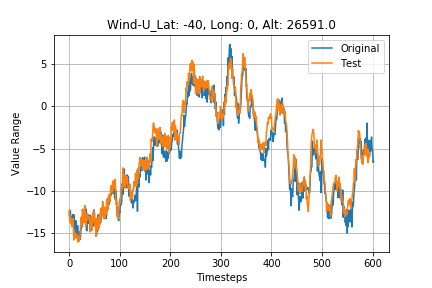 Wind-U_Lat: -40, Long: 0, Alt: 26591.0
Original
Test
Value Range
5
0
−5
−10
−15
0 100 200 300 400 500 600
Timesteps